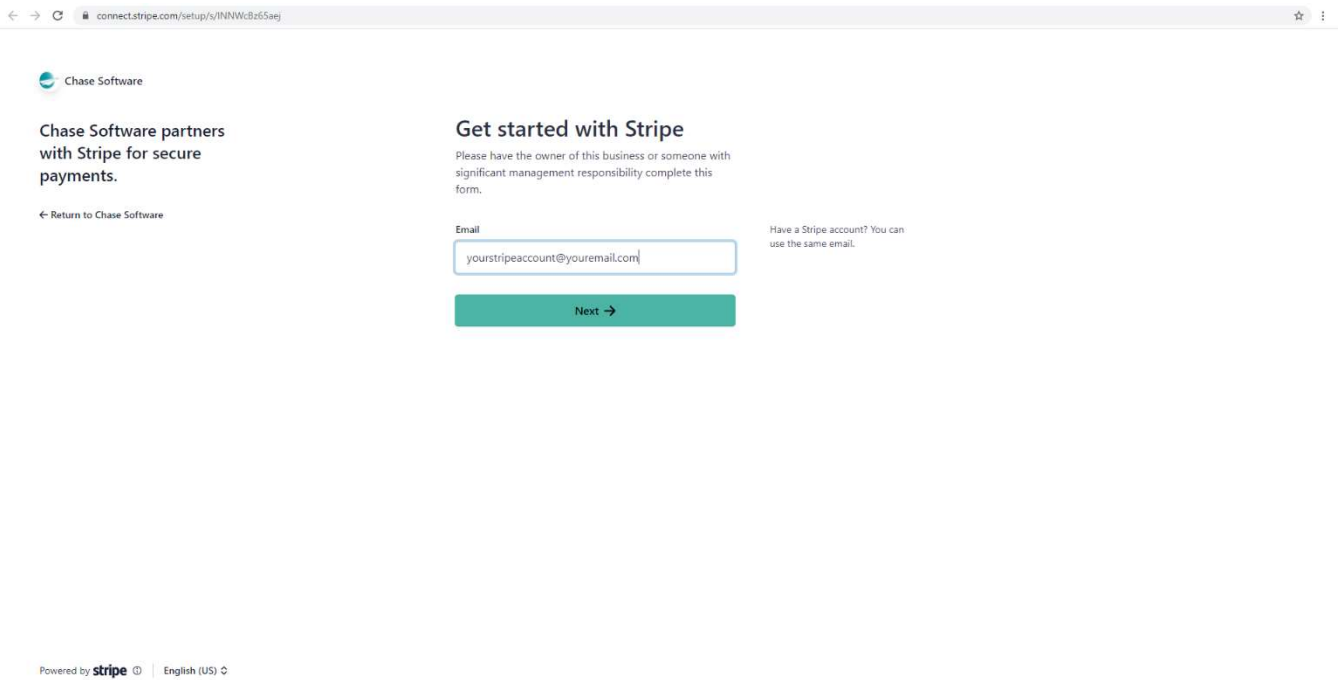 connect.stripe.com/setup/s/INNWcBz65aej
Chase Software
Chase Software partners
with Stripe for secure
payments.
← Return to Chase Software
Get started with Stripe
Please have the owner of this business or someone with
significant management responsibility complete this
form.
Email
yourstripeaccount@youremail.com
Have a Stripe account? You can
use the same email.
Next →
Powered by stripe
English (US)